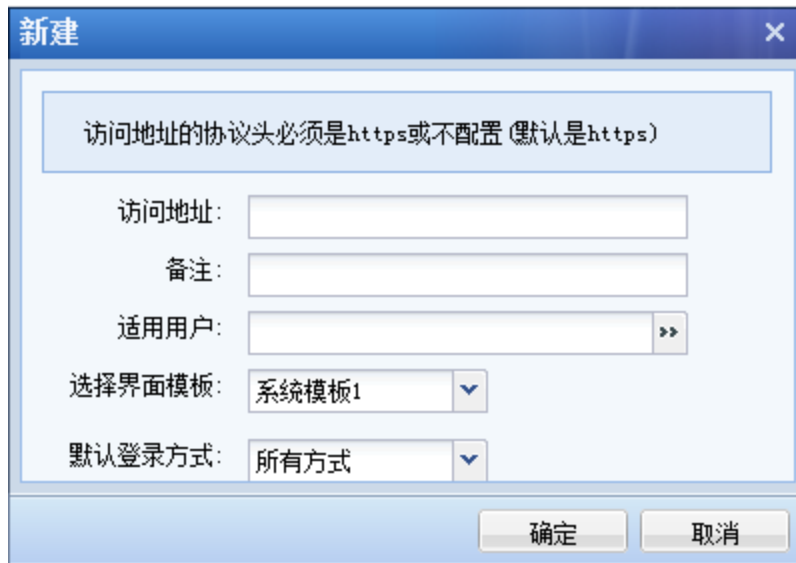 新建
访问地址的协议头必须是https或不配置(默认是https)
访问地址:
备注:
适用用户:
选择界面模板: 系统模板1
默认登录方式: 所有方式
确定 取消